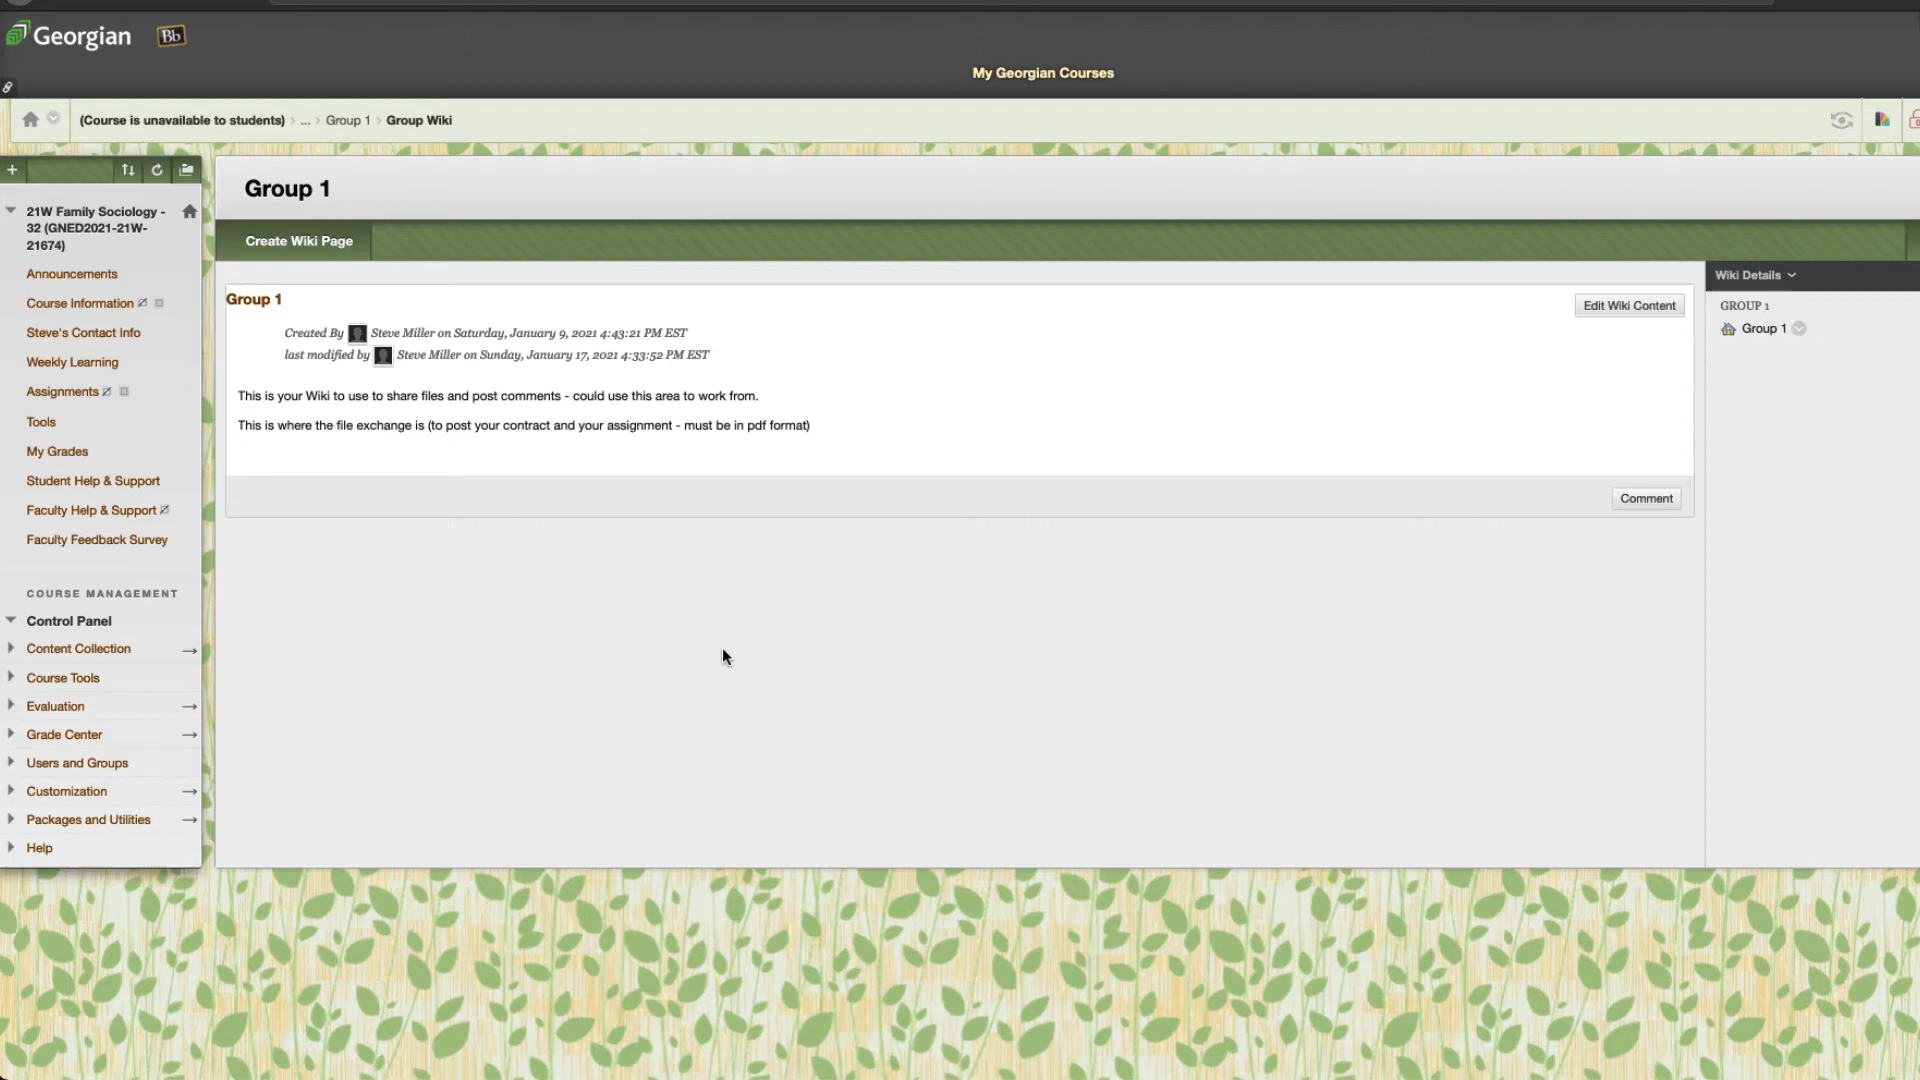 Georgian
Bb
My Georgian Courses
(Course is unavailable to students) › ... › Group 1 › Group Wiki
21W Family Sociology -
32 (GNED2021-21W-
21674)
Announcements
Course Information
Steve's Contact Info
Weekly Learning
Assignments
Tools
My Grades
Student Help & Support
Faculty Help & Support
Faculty Feedback Survey
COURSE MANAGEMENT
Control Panel
Content Collection
Course Tools
Evaluation
Grade Center
Users and Groups
Customization
Packages and Utilities
Help
Group 1
Create Wiki Page
Group 1
Edit Wiki Content
Created By Steve Miller on Saturday, January 9, 2021 4:43:21 PM EST
last modified by Steve Miller on Sunday, January 17, 2021 4:33:52 PM EST
This is your Wiki to use to share files and post comments - could use this area to work from.
This is where the file exchange is (to post your contract and your assignment - must be in pdf format)
Comment
Wiki Details
GROUP 1
Group 1